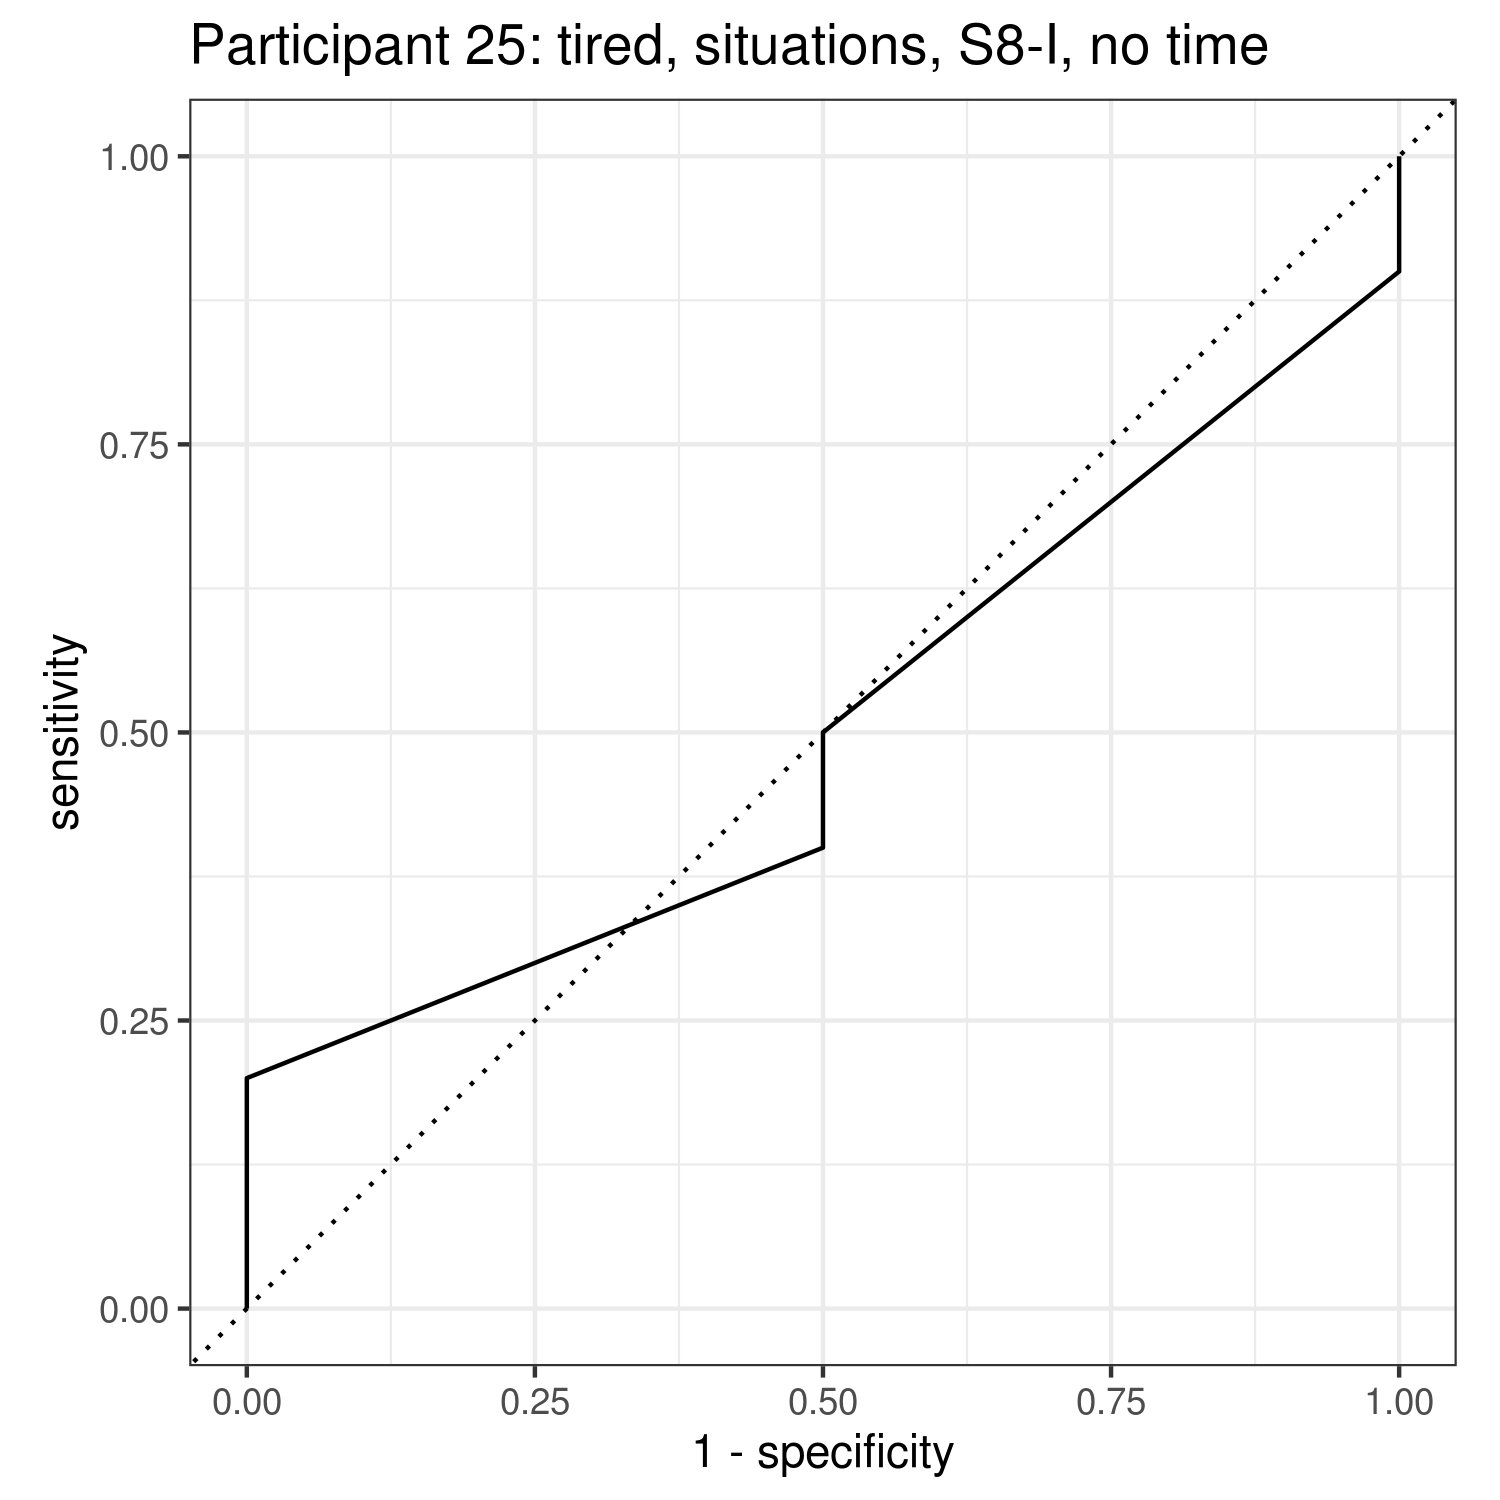 Participant 25: tired, situations, S8-I, no time
1.00
0.75
0.50
0.25
0.00
sensitivity
0.00 0.25 0.50 0.75 1.00
1 - specificity